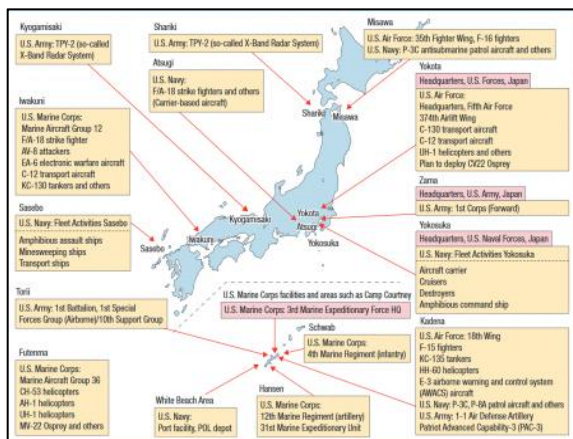 Kyogamisaki
U.S. Army: TPY-2 (so-called
X-Band Radar System)
Shariki
U.S. Army: TPY-2 (so-called X-Band Radar System)
Atsugi
U.S. Navy:
F/A-18 strike fighters and others
(Carrier-based aircraft)
Misawa
U.S. Air Force: 35th Fighter Wing, F-16 fighters
U.S. Navy: P-3C antisubmarine patrol aircraft and others
Yokota
Headquarters, U.S. Forces, Japan
U.S. Air Force:
Headquarters, Fifth Air Force
374th Airlift Wing
C-130 transport aircraft
C-12 transport aircraft
UH-1 helicopters and others
Plan to deploy CV22 Osprey
Iwakuni
U.S. Marine Corps:
Marine Aircraft Group 12
F/A-18 strike fighter
AV-8 attackers
EA-6 electronic warfare aircraft
C-12 transport aircraft
KC-130 tankers and others
Shariki
Misawa
Zama
Headquarters, U.S. Army, Japan
U.S. Army: 1st Corps (Forward)
Sasebo
U.S. Navy: Fleet Activities Sasebo
Amphibious assault ships
Minesweeping ships
Transport ships
Kyogamisaki
Yokota
Atsugi
Yokosuka
Iwakuni
Sasebo
Yokosuka
Headquarters, U.S. Naval Forces, Japan
U.S. Navy: Fleet Activities Yokosuka
Aircraft carrier
Cruisers
Destroyers
Amphibious command ship
Torii
U.S. Army: 1st Battalion, 1st Special
Forces Group (Airborne)/10th Support Group
U.S. Marine Corps facilities and areas such as Camp Courtney
U.S. Marine Corps: 3rd Marine Expeditionary Force HQ
Schwab
U.S. Marine Corps:
4th Marine Regiment (infantry)
Kadena
U.S. Air Force: 18th Wing
F-15 fighters
KC-135 tankers
HH-60 helicopters
E-3 airborne warning and control system
(AWACS) aircraft
U.S. Navy: P-3C, P-8A patrol aircraft and others
U.S. Army: 1-1 Air Defense Artillery
Patriot Advanced Capability-3 (PAC-3)
Futenma
U.S. Marine Corps:
Marine Aircraft Group 36
CH-53 helicopters
AH-1 helicopters
UH-1 helicopters
MV-22 Osprey and others
White Beach Area
U.S. Navy:
Port facility, POL depot
Hansen
U.S. Marine Corps:
12th Marine Regiment (artillery)
31st Marine Expeditionary Unit